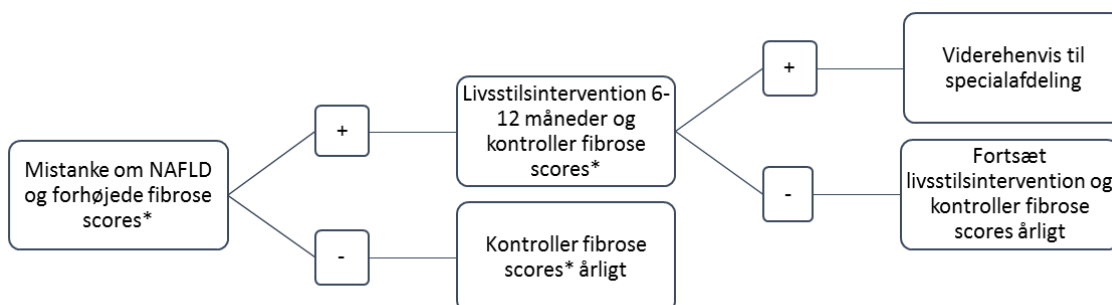 Mistanke om NAFLD
og forhøjede fibrose
scores*
+
-
Livsstilsintervention 6-
12 måneder og
kontroller fibrose
scores*
Kontroller fibrose
scores* årligt
+
-
Viderehenvis til
specialafdeling
Fortsæt
livsstilsintervention og
kontroller fibrose
scores årligt